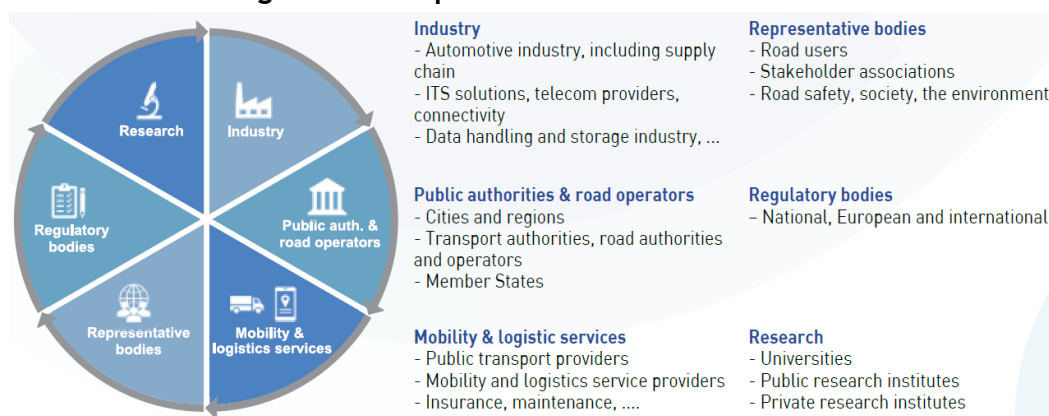 Research
Industry
Regulatory
bodies
Public auth. &
road operators
Representative
bodies
Mobility &
logistics services
Industry
- Automotive industry, including supply
chain
- ITS solutions, telecom providers,
connectivity
- Data handling and storage industry, ...
Representative bodies
- Road users
- Stakeholder associations
- Road safety, society, the environment
Public authorities & road operators
- Cities and regions
- Transport authorities, road authorities
and operators
- Member States
Regulatory bodies
– National, European and international
Mobility & logistic services
- Public transport providers
- Mobility and logistics service providers
- Insurance, maintenance, ....
Research
- Universities
- Public research institutes
- Private research institutes